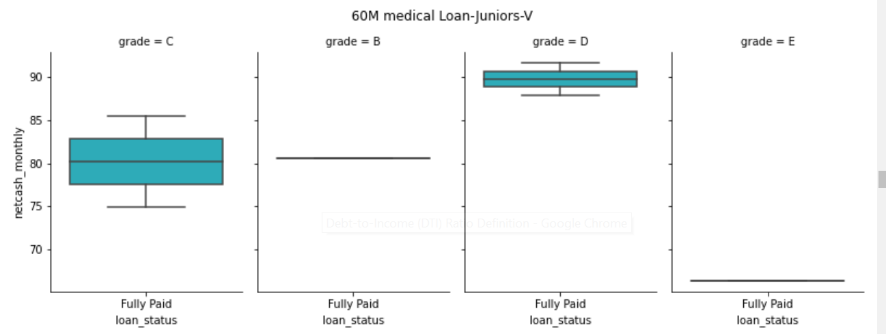 60M medical Loan-Juniors-V
grade = C
grade = B
grade = D
grade = E
netcash_monthly
90
85
80
75
70
Debt-to-Income (DTI) Ratio Definition - Google Chrome
Fully Paid
Fully Paid
Fully Paid
Fully Paid
loan_status
loan_status
loan_status
loan_status